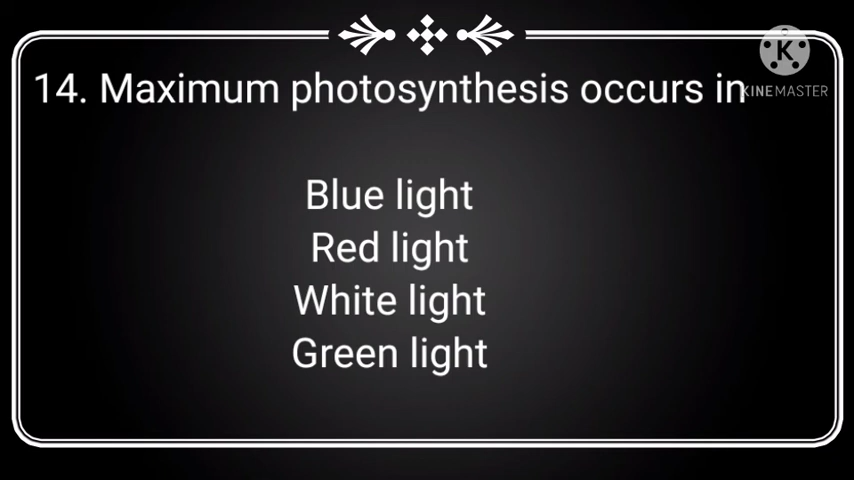 14. Maximum photosynthesis occurs in
K
KINEMASTER
Blue light
Red light
White light
Green light